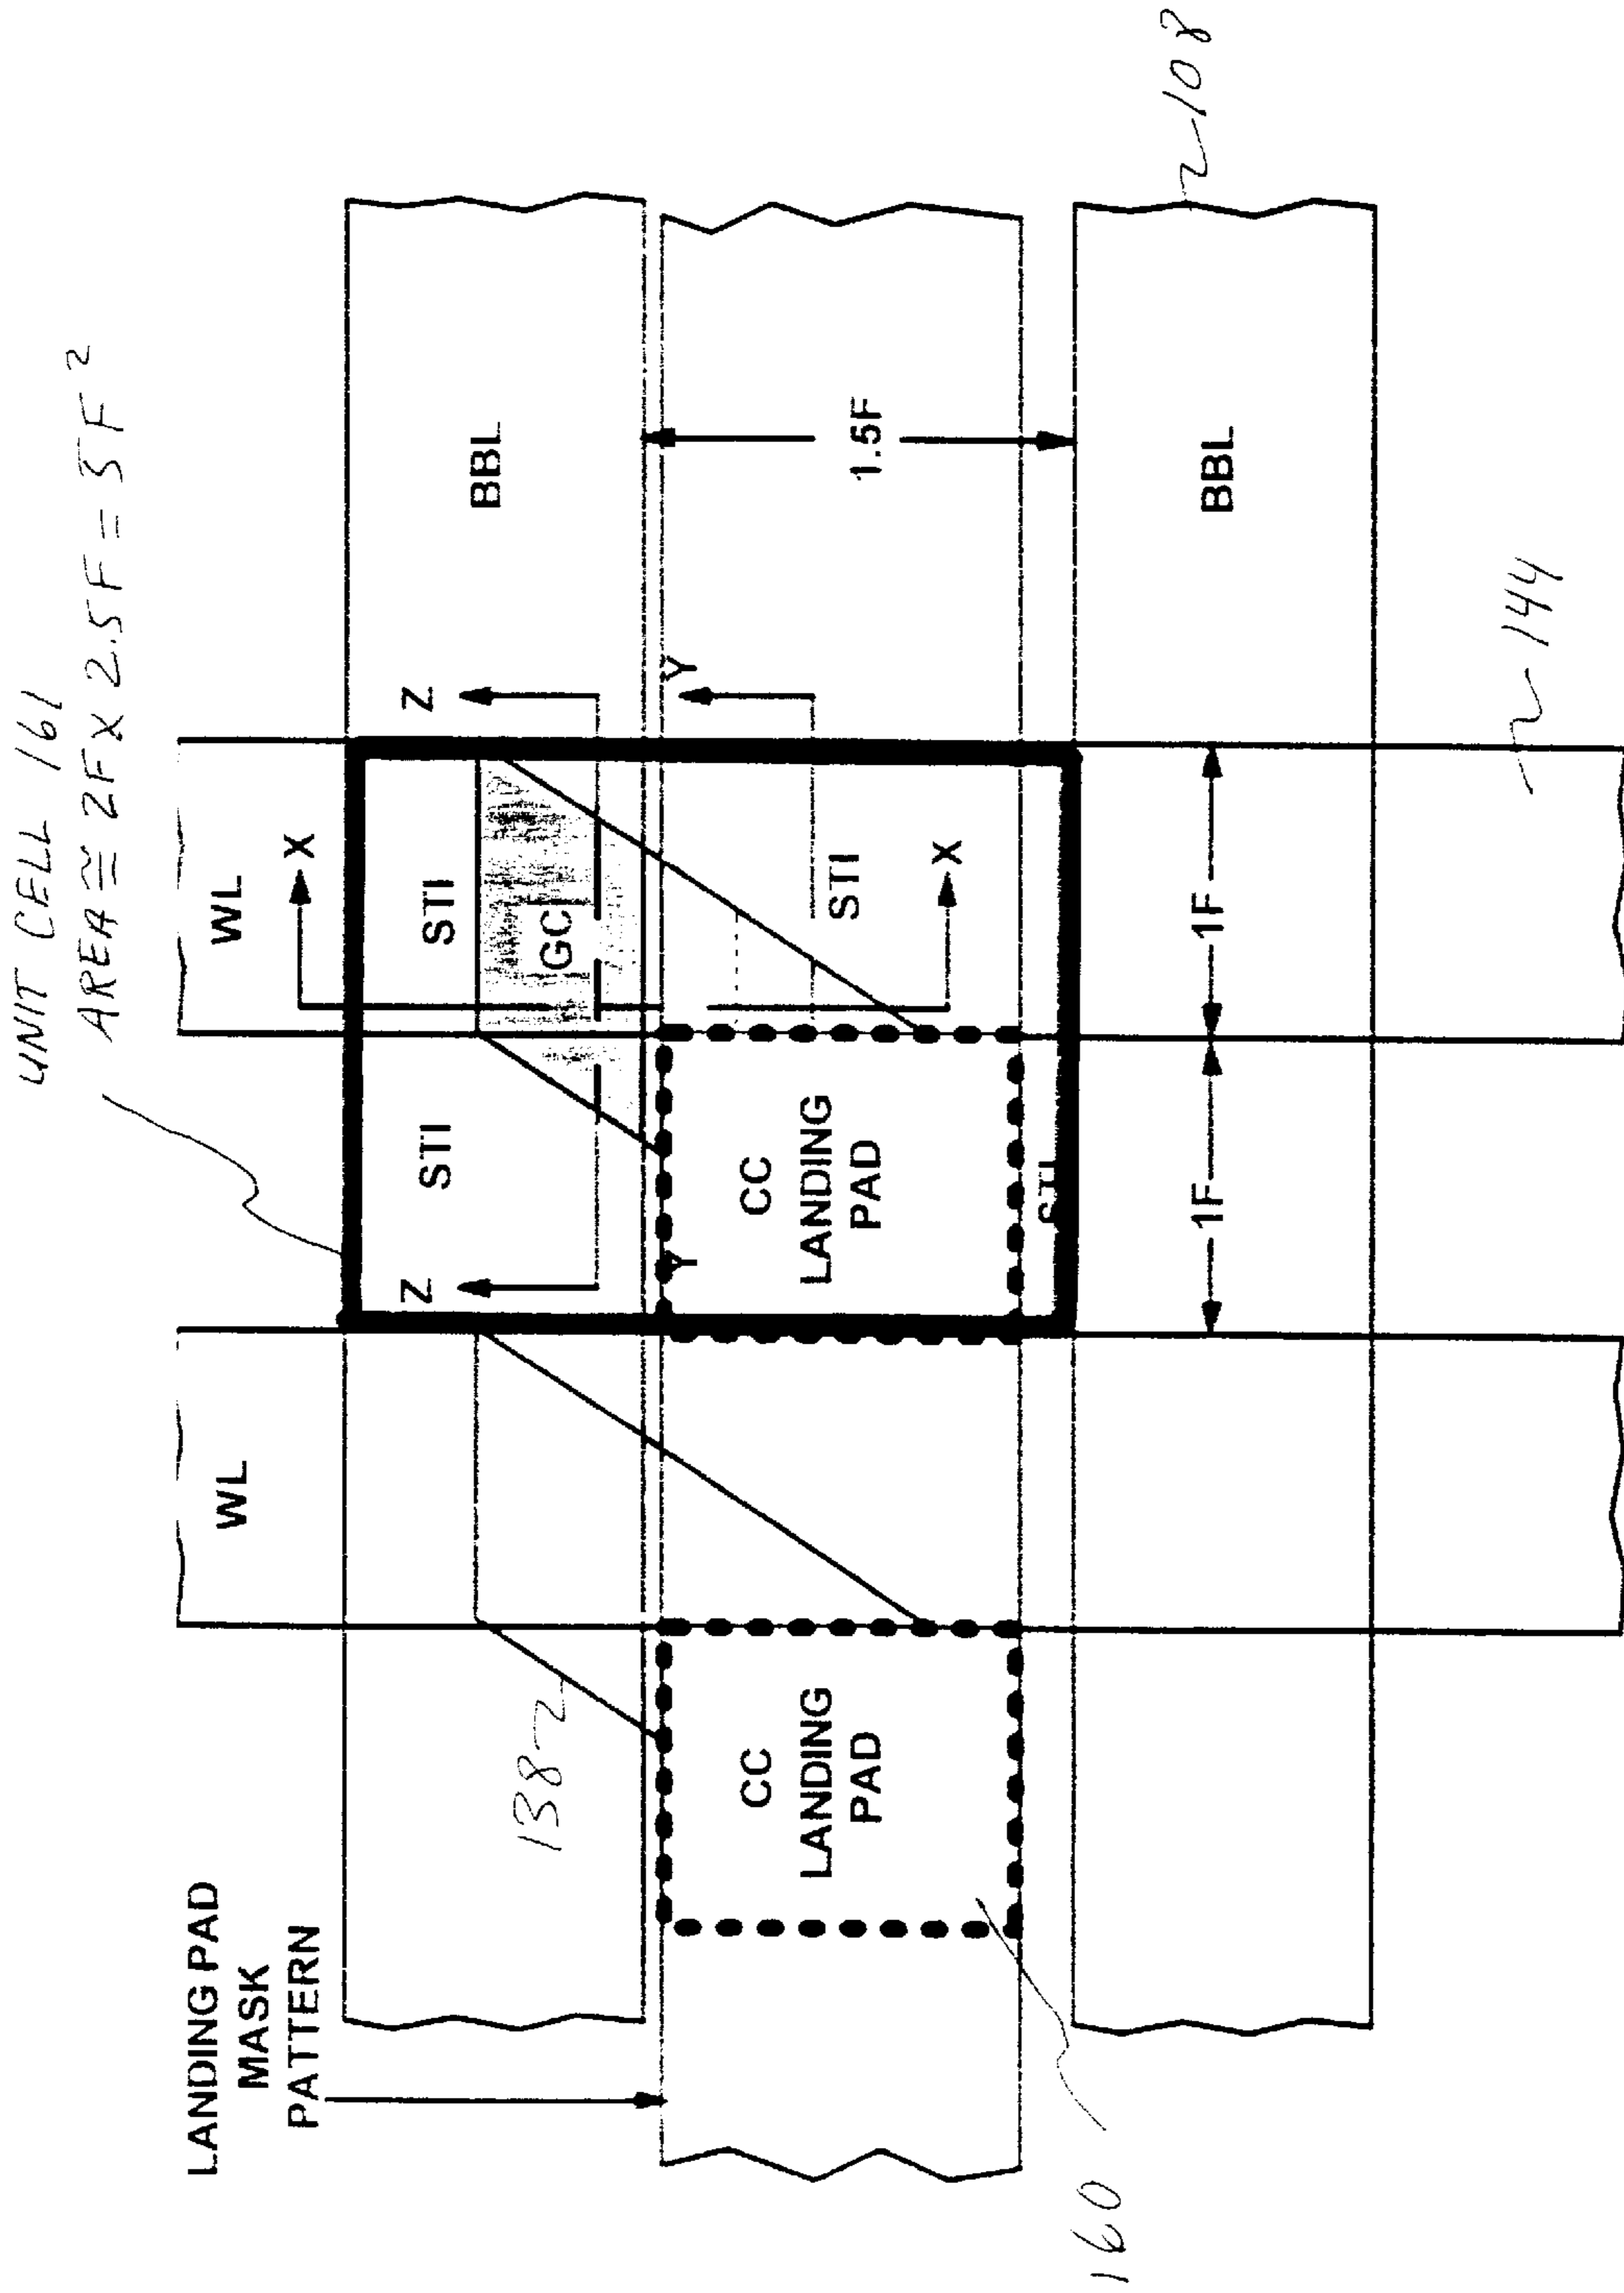 UNIT CELL 161
AREA ≅ 2F X 2.5F = 5F²
LANDING PAD
MASK
PATTERN
WL
WL
X
X
STI
STI
Z
Z
GC
BBL
138
Y
Y
CC
LANDING
PAD
CC
LANDING
PAD
STI
STI
1.5F
160
1F
1F
BBL
108
144